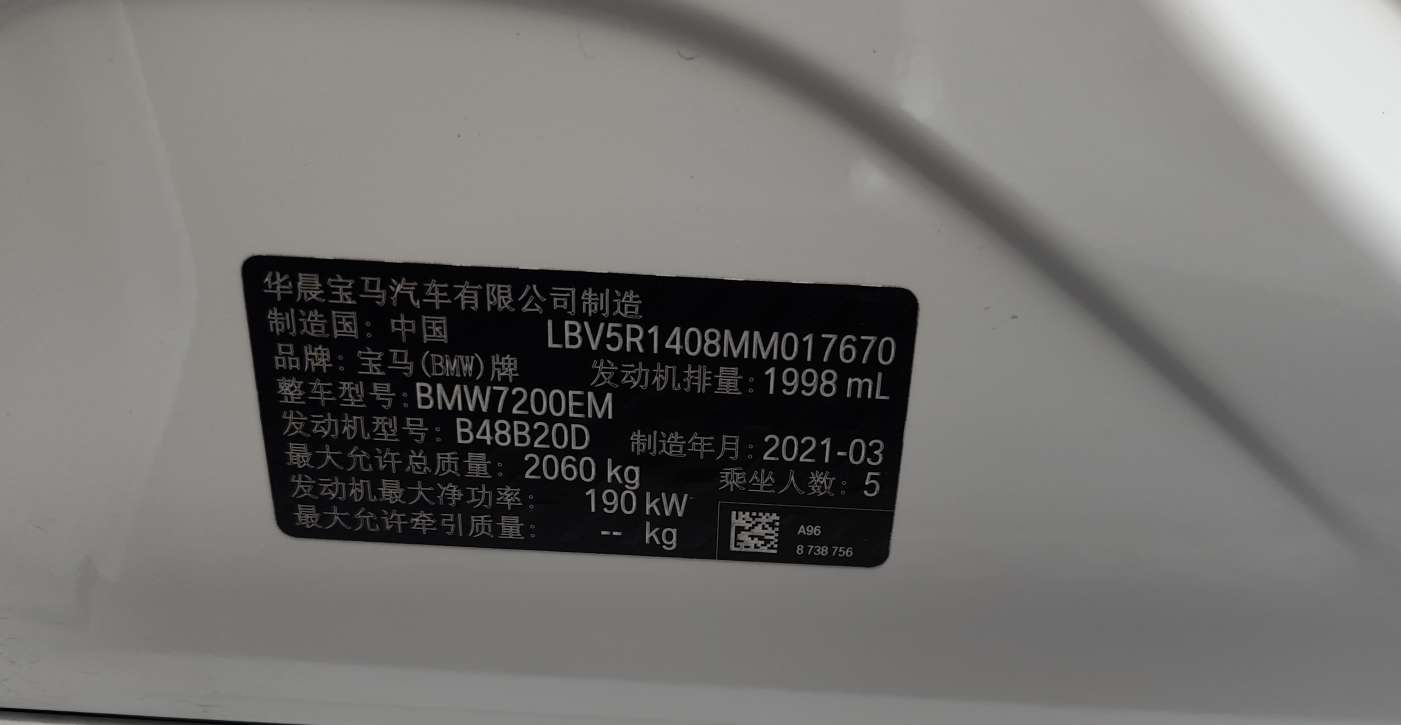 华晨宝马汽车有限公司制造
制造国：中国 LBV5R1408MM017670
品牌：宝马(BMW)牌 发动机排量：1998 mL
整车型号：BMW7200EM
发动机型号：B48B20D 制造年月：2021-03
最大允许总质量：2060 kg 乘坐人数：5
发动机最大净功率：190 kW
最大允许牵引质量：-- kg
A96
8 738 756